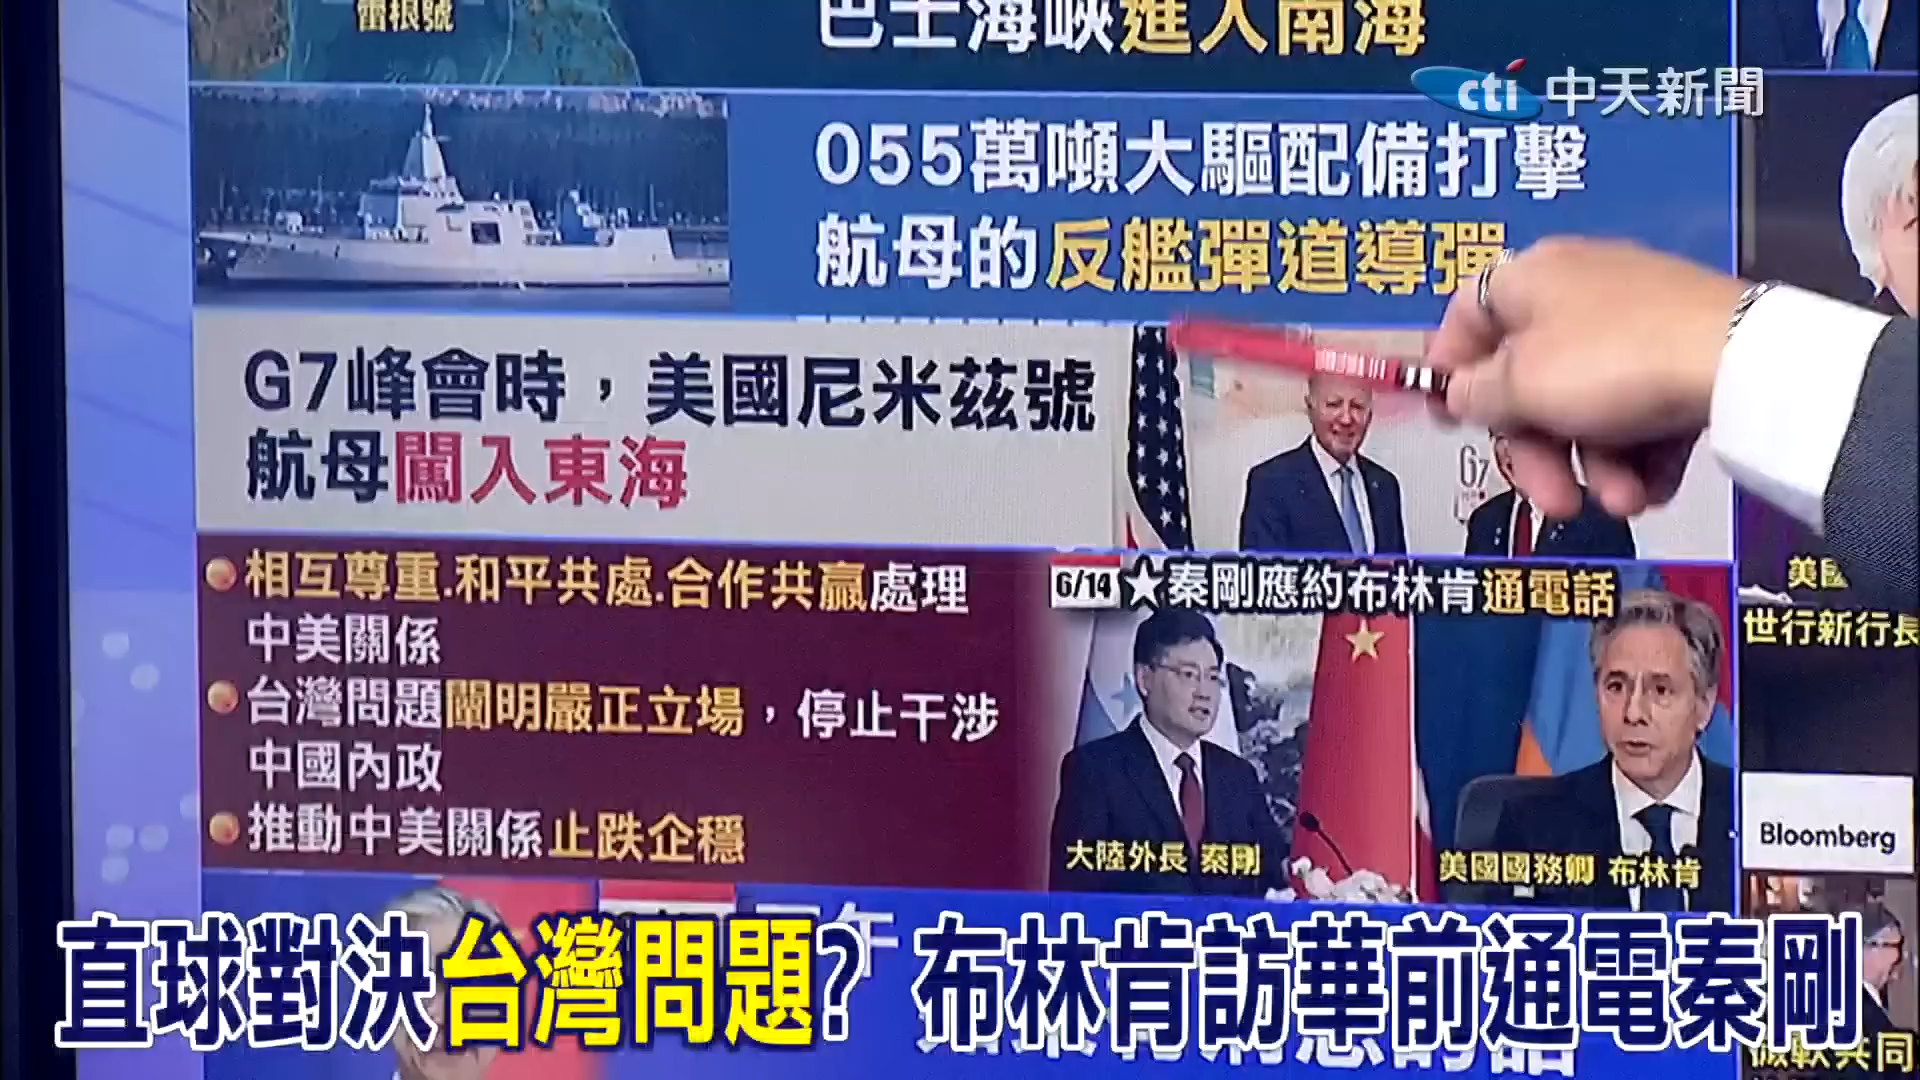 雷根號
巴士海峽進入南海
cti 中天新聞
055萬噸大驅配備打擊
航母的反艦彈道導彈
G7峰會時，美國尼米茲號
航母闖入東海
G7
相互尊重.和平共處.合作共贏處理
中美關係
台灣問題闡明嚴正立場，停止干涉
中國內政
推動中美關係止跌企穩
6/14 ★秦剛應約布林肯通電話
大陸外長 秦剛
美國國務卿 布林肯
美國
世行新行長
Bloomberg
直球對決台灣問題? 布林肯訪華前通電秦剛
共同